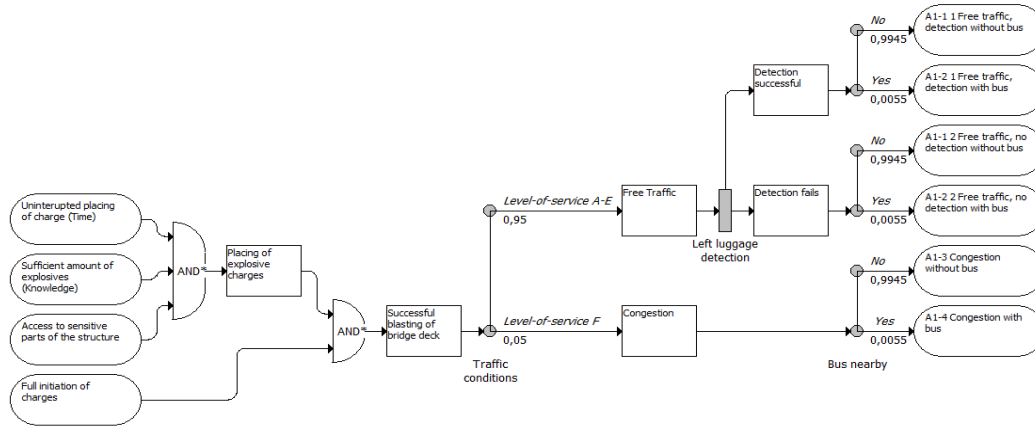 Uninterupted placing
of charge (Time)
Sufficient amount of
explosives
(Knowledge)
Access to sensitive
parts of the structure
Full initiation of
charges
AND*
Placing of
explosive
charges
AND*
Successful
blasting of
bridge deck
Traffic
conditions
Level-of-service A-E
0,95
Level-of-service F
0,05
Free Traffic
Congestion
Left luggage
detection
Detection
successful
Detection fails
Bus nearby
No
0,9945
Yes
0,0055
No
0,9945
Yes
0,0055
No
0,9945
Yes
0,0055
A1-1 1 Free traffic,
detection without bus
A1-2 1 Free traffic,
detection with bus
A1-1 2 Free traffic, no
detection without bus
A1-2 2 Free traffic, no
detection with bus
A1-3 Congestion
without bus
A1-4 Congestion with
bus